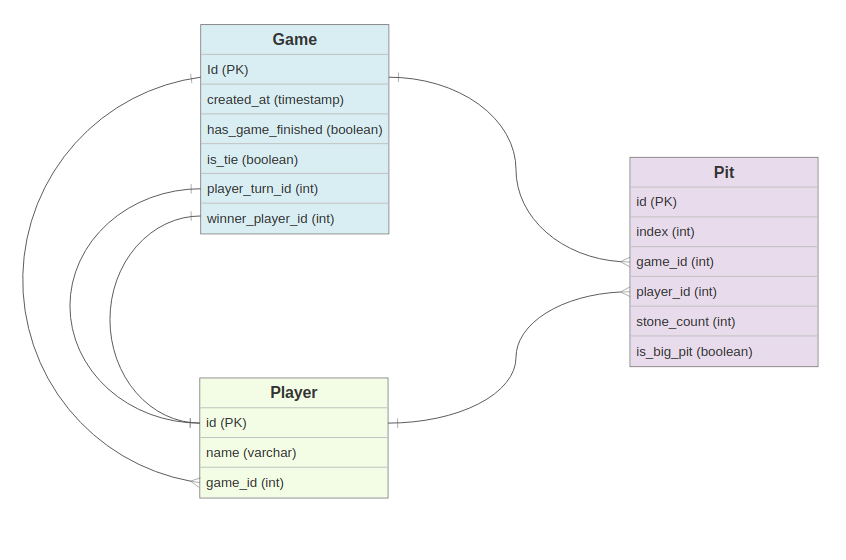 Game
Id (PK)
created_at (timestamp)
has_game_finished (boolean)
is_tie (boolean)
player_turn_id (int)
winner_player_id (int)
Pit
id (PK)
index (int)
game_id (int)
player_id (int)
stone_count (int)
is_big_pit (boolean)
Player
id (PK)
name (varchar)
game_id (int)